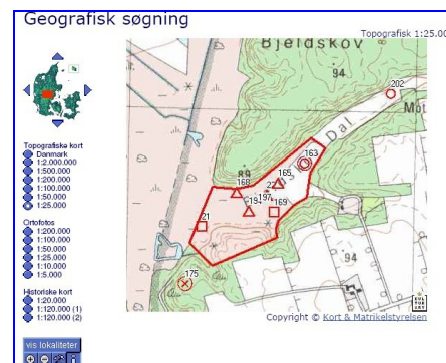 Geografisk søgning
Topografisk 1:25.00
Topografiske kort
Danmark
1:2.000.000
1:500.000
1:200.000
1:100.000
1:50.000
1:25.000
Ortofotos
1:200.000
1:100.000
1:50.000
1:25.000
1:10.000
1:5.000
Historiske kort
1:20.000
1:120.000 (1)
1:120.000 (2)
vis lokaliteter
Bjeldskov
94
202
163
89
168
165
Dal
197
169
21
175
94
KUL
TUR
ARV
Copyright © Kort & Matrikelstyrelsen